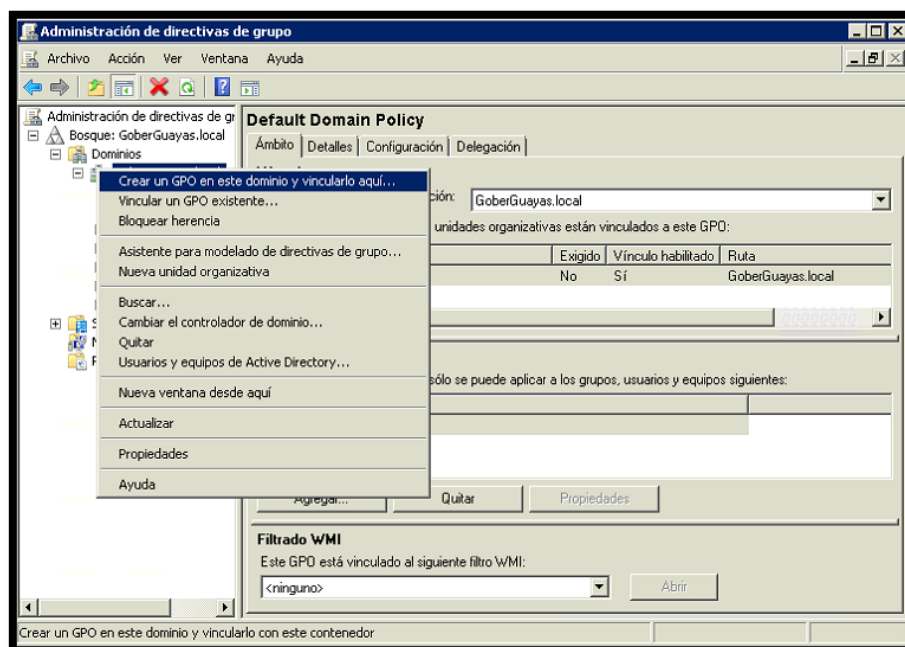 Administración de directivas de grupo
Archivo Acción Ver Ventana Ayuda
Administración de directivas de gr
Bosque: GoberGuayas.local
Dominios
Default Domain Policy
Ámbito Detalles Configuración Delegación
Crear un GPO en este dominio y vincularlo aquí...
Vincular un GPO existente...
Bloquear herencia
Asistente para modelado de directivas de grupo...
Nueva unidad organizativa
Buscar...
Cambiar el controlador de dominio...
Quitar
Usuarios y equipos de Active Directory...
Nueva ventana desde aquí
Actualizar
Propiedades
Ayuda
ción: GoberGuayas.local
unidades organizativas están vinculados a este GPO:
Exigido Vínculo habilitado Ruta
No Sí GoberGuayas.local
sólo se puede aplicar a los grupos, usuarios y equipos siguientes:
Agregar... Quitar Propiedades
Filtrado WMI
Este GPO está vinculado al siguiente filtro WMI:
<ninguno> Abrir
Crear un GPO en este dominio y vincularlo con este contenedor